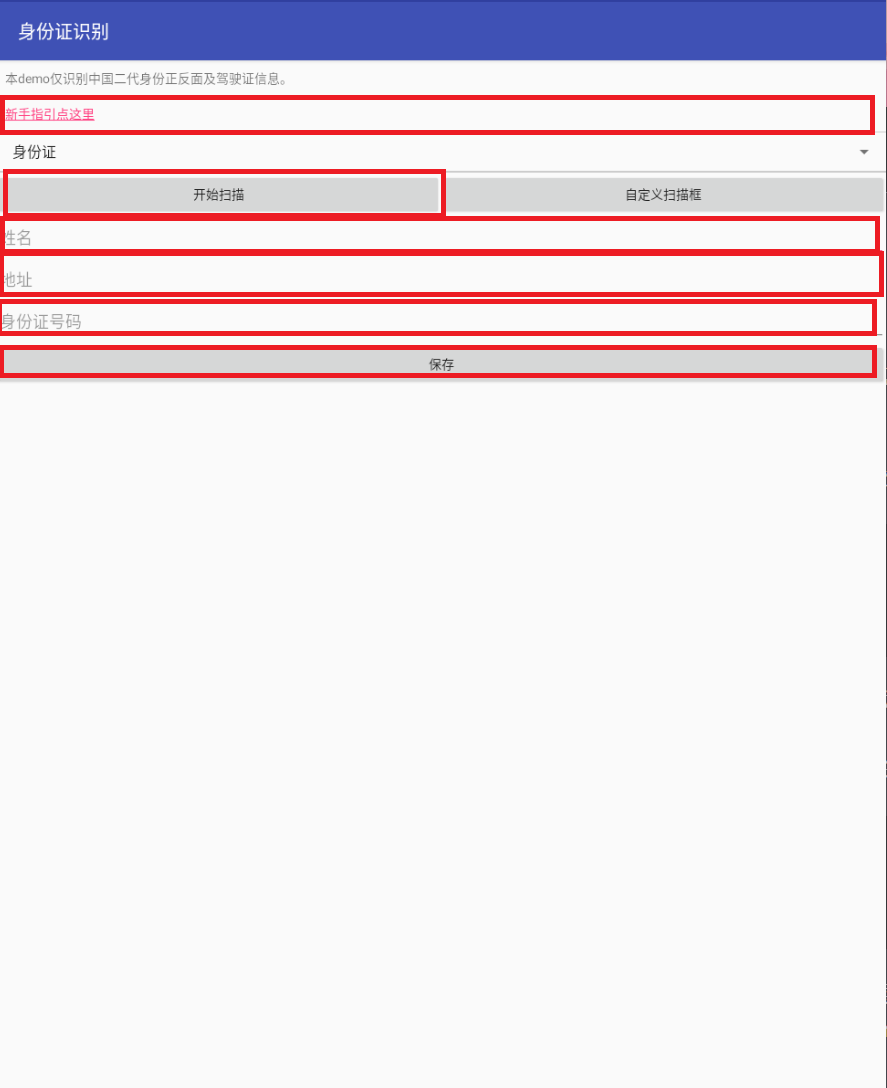 身份证识别
本demo仅识别中国二代身份正反面及驾驶证信息。
新手指引点这里
身份证
开始扫描 自定义扫描框
姓名
地址
身份证号码
保存